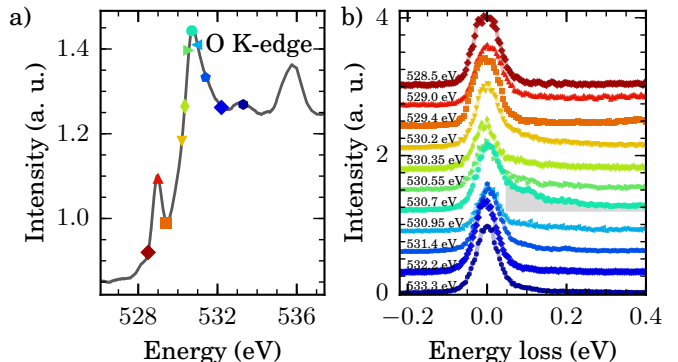 a)
O K-edge
Intensity (a. u.)
1.4
1.2
1.0
528
532
536
Energy (eV)
b)
Intensity (a. u.)
4
2
0
528.5 eV
529.0 eV
529.4 eV
530.2 eV
530.35 eV
530.55 eV
530.7 eV
530.95 eV
531.4 eV
532.2 eV
533.3 eV
−0.2
0.0
0.2
0.4
Energy loss (eV)